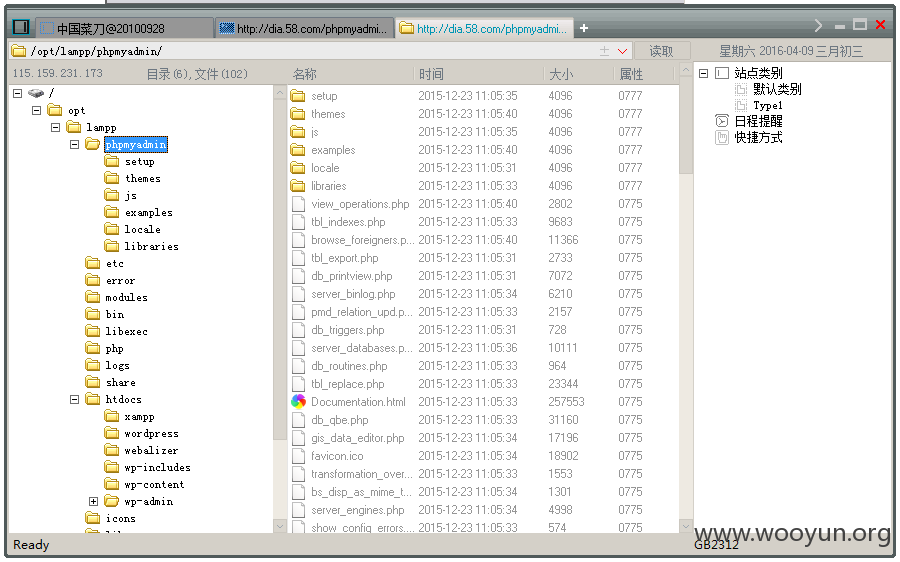 中国菜刀@20100928
http://dia.58.com/phpmyadmi...
http://dia.58.com/phpmyadmi...
/opt/lampp/phpmyadmin/
读取
星期六 2016-04-09 三月初三
115.159.231.173
目录(6),文件(102)
名称 时间 大小 属性
/
opt
lampp
phpmyadmin
setup
themes
js
examples
locale
libraries
etc
error
modules
bin
libexec
php
logs
share
htdocs
xampp
wordpress
webalizer
wp-includes
wp-content
wp-admin
icons
setup 2015-12-23 11:05:35 4096 0777
themes 2015-12-23 11:05:40 4096 0777
js 2015-12-23 11:05:35 4096 0777
examples 2015-12-23 11:05:40 4096 0777
locale 2015-12-23 11:05:31 4096 0777
libraries 2015-12-23 11:05:33 4096 0777
view_operations.php 2015-12-23 11:05:40 2802 0775
tbl_indexes.php 2015-12-23 11:05:33 9683 0775
browse_foreigners.p... 2015-12-23 11:05:40 11366 0775
tbl_export.php 2015-12-23 11:05:31 2733 0775
db_printview.php 2015-12-23 11:05:31 7072 0775
server_binlog.php 2015-12-23 11:05:34 6210 0775
pmd_relation_upd.p... 2015-12-23 11:05:33 2157 0775
db_triggers.php 2015-12-23 11:05:31 728 0775
server_databases.p... 2015-12-23 11:05:36 10111 0775
db_routines.php 2015-12-23 11:05:33 964 0775
tbl_replace.php 2015-12-23 11:05:33 23344 0775
Documentation.html 2015-12-23 11:05:33 257553 0775
db_qbe.php 2015-12-23 11:05:33 31160 0775
gis_data_editor.php 2015-12-23 11:05:34 17196 0775
favicon.ico 2015-12-23 11:05:34 18902 0775
transformation_over... 2015-12-23 11:05:33 1553 0775
bs_disp_as_mime_t... 2015-12-23 11:05:34 1301 0775
server_engines.php 2015-12-23 11:05:34 4998 0775
show_config_errors.... 2015-12-23 11:05:33 574 0775
站点类别
默认类别
Type1
日程提醒
快捷方式
Ready
GB2312
www.wooyun.org